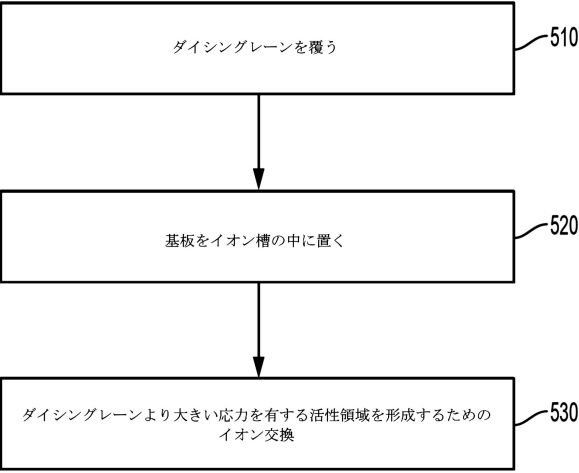 ダイシングレーンを覆う
510
基板をイオン槽の中に置く
520
ダイシングレーンより大きい応力を有する活性領域を形成するための
イオン交換
530